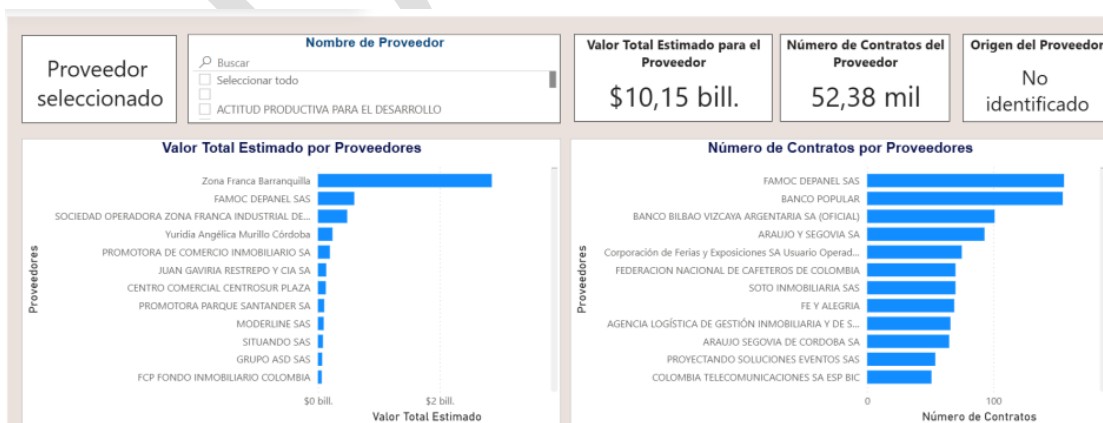 Proveedor
seleccionado
Nombre de Proveedor
Buscar
Seleccionar todo
ACTITUD PRODUCTIVA PARA EL DESARROLLO
Valor Total Estimado para el
Proveedor
$10,15 bill.
Número de Contratos del
Proveedor
52,38 mil
Origen del Proveedor
No
identificado
Valor Total Estimado por Proveedores
Proveedores
Zona Franca Barranquilla
FAMOC DEPANEL SAS
SOCIEDAD OPERADORA ZONA FRANCA INDUSTRIAL DE...
Yuridia Angélica Murillo Córdoba
PROMOTORA DE COMERCIO INMOBILIARIO SA
JUAN GAVIRIA RESTREPO Y CIA SA
CENTRO COMERCIAL CENTROSUR PLAZA
PROMOTORA PARQUE SANTANDER SA
MODERLINE SAS
SITUANDO SAS
GRUPO ASD SAS
FCP FONDO INMOBILIARIO COLOMBIA
$0 bill. $2 bill.
Valor Total Estimado
Número de Contratos por Proveedores
Proveedores
FAMOC DEPANEL SAS
BANCO POPULAR
BANCO BILBAO VIZCAYA ARGENTARIA SA (OFICIAL)
ARAUJO Y SEGOVIA SA
Corporación de Ferias y Exposiciones SA Usuario Operad...
FEDERACION NACIONAL DE CAFETEROS DE COLOMBIA
SOTO INMOBILIARIA SAS
FE Y ALEGRIA
AGENCIA LOGÍSTICA DE GESTIÓN INMOBILIARIA Y DE S...
ARAUJO SEGOVIA DE CORDOBA SA
PROYECTANDO SOLUCIONES EVENTOS SAS
COLOMBIA TELECOMUNICACIONES SA ESP BIC
0 100
Número de Contratos